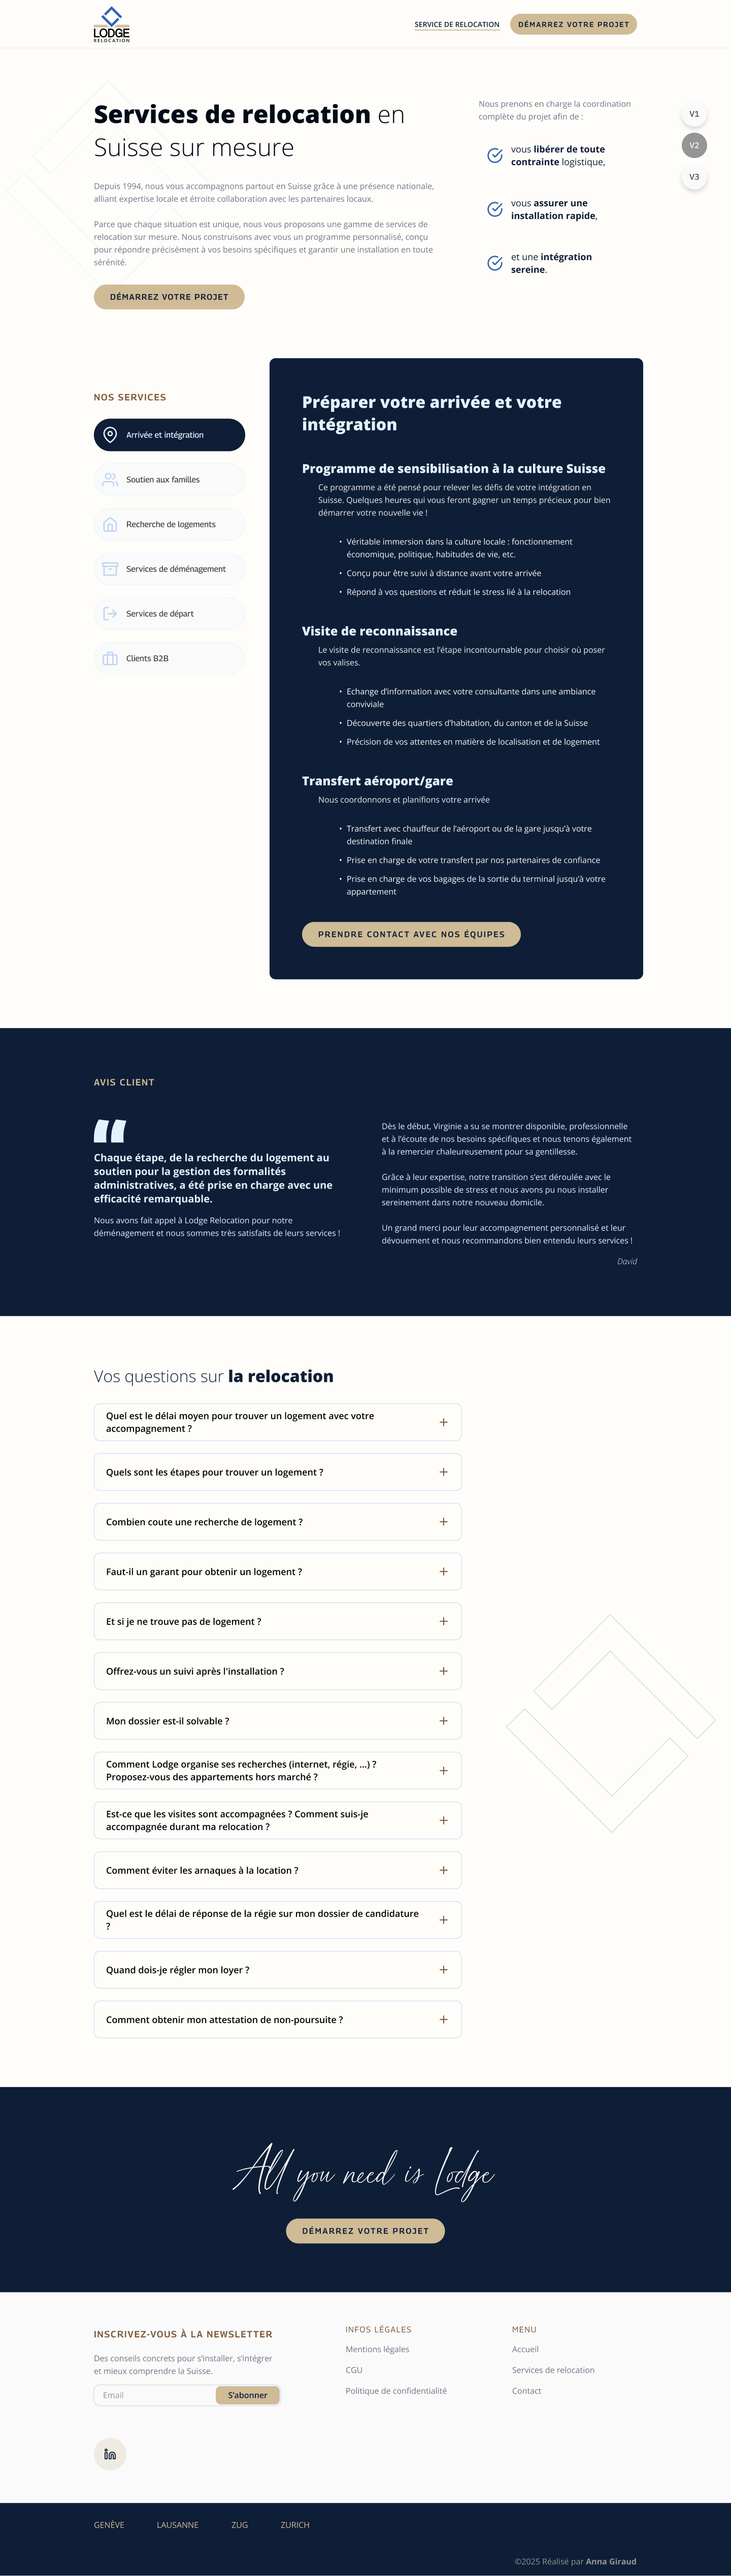 LODGE
RELOCATION
SERVICE DE RELOCATION
DÉMARREZ VOTRE PROJET
Services de relocation en
Suisse sur mesure
Depuis 1994, nous vous accompagnons partout en Suisse grâce à une présence nationale,
alliant expertise locale et étroite collaboration avec les partenaires locaux.
Parce que chaque situation est unique, nous vous proposons une gamme de services de
relocation sur mesure. Nous construisons avec vous un programme personnalisé, conçu
pour répondre précisément à vos besoins spécifiques et garantir une installation en toute
sérénité.
DÉMARREZ VOTRE PROJET
Nous prenons en charge la coordination
complète du projet afin de :
vous libérer de toute
contrainte logistique,
vous assurer une
installation rapide,
et une intégration
sereine.
V1
V2
V3
NOS SERVICES
Arrivée et intégration
Soutien aux familles
Recherche de logements
Services de déménagement
Services de départ
Clients B2B
Préparer votre arrivée et votre
intégration
Programme de sensibilisation à la culture Suisse
Ce programme a été pensé pour relever les défis de votre intégration en
Suisse. Quelques heures qui vous feront gagner un temps précieux pour bien
démarrer votre nouvelle vie !
• Véritable immersion dans la culture locale : fonctionnement
économique, politique, habitudes de vie, etc.
• Conçu pour être suivi à distance avant votre arrivée
• Répond à vos questions et réduit le stress lié à la relocation
Visite de reconnaissance
Le visite de reconnaissance est l'étape incontournable pour choisir où poser
vos valises.
• Echange d'information avec votre consultante dans une ambiance
conviviale
• Découverte des quartiers d'habitation, du canton et de la Suisse
• Précision de vos attentes en matière de localisation et de logement
Transfert aéroport/gare
Nous coordonnons et planifions votre arrivée
• Transfert avec chauffeur de l'aéroport ou de la gare jusqu'à votre
destination finale
• Prise en charge de votre transfert par nos partenaires de confiance
• Prise en charge de vos bagages de la sortie du terminal jusqu'à votre
appartement
PRENDRE CONTACT AVEC NOS ÉQUIPES
AVIS CLIENT
“
Chaque étape, de la recherche du logement au
soutien pour la gestion des formalités
administratives, a été prise en charge avec une
efficacité remarquable.
Nous avons fait appel à Lodge Relocation pour notre
déménagement et nous sommes très satisfaits de leurs services !
Dès le début, Virginie a su se montrer disponible, professionnelle
et à l'écoute de nos besoins spécifiques et nous tenons également
à la remercier chaleureusement pour sa gentillesse.
Grâce à leur expertise, notre transition s'est déroulée avec le
minimum possible de stress et nous avons pu nous installer
sereinement dans notre nouveau domicile.
Un grand merci pour leur accompagnement personnalisé et leur
dévouement et nous recommandons bien entendu leurs services !
David
Vos questions sur la relocation
Quel est le délai moyen pour trouver un logement avec votre
accompagnement ?
Quels sont les étapes pour trouver un logement ?
Combien coute une recherche de logement ?
Faut-il un garant pour obtenir un logement ?
Et si je ne trouve pas de logement ?
Offrez-vous un suivi après l'installation ?
Mon dossier est-il solvable ?
Comment Lodge organise ses recherches (internet, régie, ...) ?
Proposez-vous des appartements hors marché ?
Est-ce que les visites sont accompagnées ? Comment suis-je
accompagnée durant ma relocation ?
Comment éviter les arnaques à la location ?
Quel est le délai de réponse de la régie sur mon dossier de candidature
?
Quand dois-je régler mon loyer ?
Comment obtenir mon attestation de non-poursuite ?
All you need is Lodge
DÉMARREZ VOTRE PROJET
INSCRIVEZ-VOUS À LA NEWSLETTER
Des conseils concrets pour s'installer, s'intégrer
et mieux comprendre la Suisse.
Email
S'abonner
INFOS LÉGALES
Mentions légales
CGU
Politique de confidentialité
MENU
Accueil
Services de relocation
Contact
in
GENÈVE
LAUSANNE
ZUG
ZURICH
©2025 Réalisé par Anna Giraud